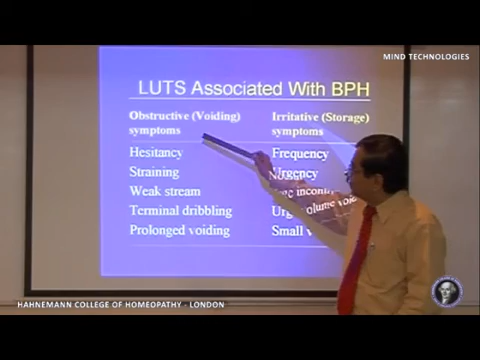 MIND TECHNOLOGIES
LUTS Associated With BPH
Obstructive (Voiding)
symptoms
Hesitancy
Straining
Weak stream
Terminal dribbling
Prolonged voiding
Irritative (Storage)
symptoms
Frequency
Urgency
Small
HAHNEMANN COLLEGE OF HOMEOPATHY - LONDON